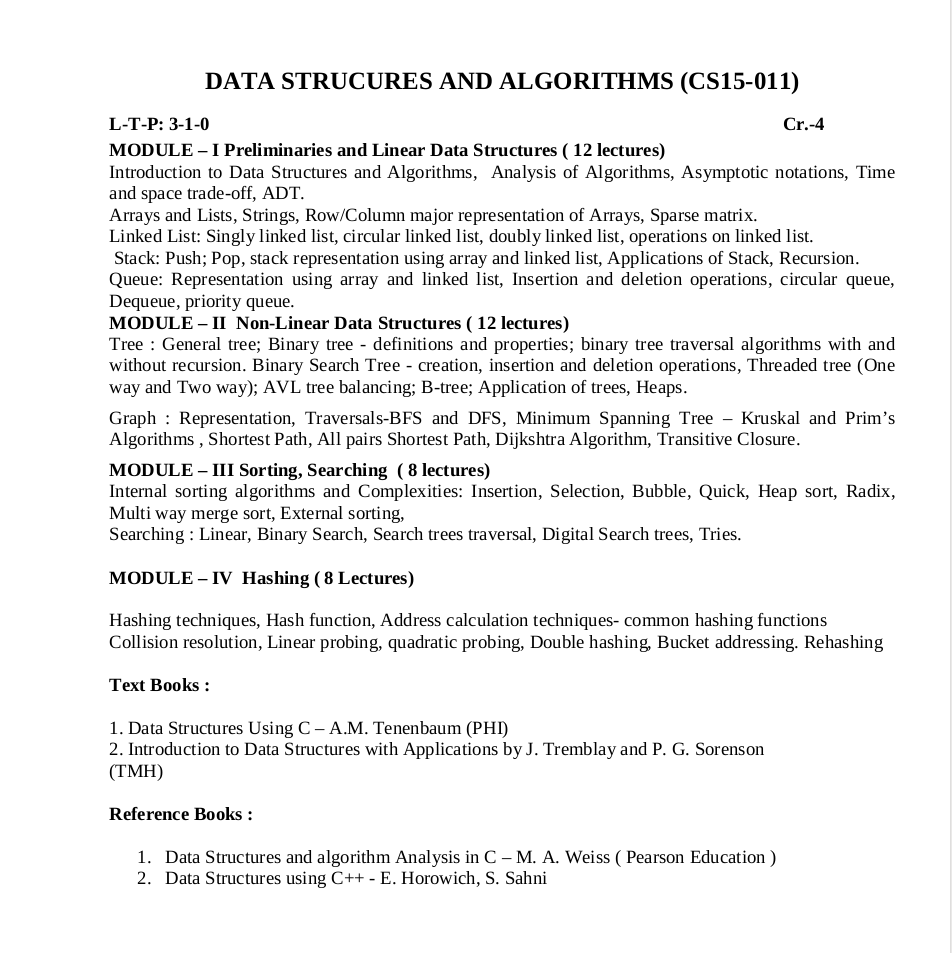 DATA STRUCURES AND ALGORITHMS (CS15-011)
L-T-P: 3-1-0 Cr.-4
MODULE – I Preliminaries and Linear Data Structures ( 12 lectures)
Introduction to Data Structures and Algorithms, Analysis of Algorithms, Asymptotic notations, Time
and space trade-off, ADT.
Arrays and Lists, Strings, Row/Column major representation of Arrays, Sparse matrix.
Linked List: Singly linked list, circular linked list, doubly linked list, operations on linked list.
Stack: Push; Pop, stack representation using array and linked list, Applications of Stack, Recursion.
Queue: Representation using array and linked list, Insertion and deletion operations, circular queue,
Dequeue, priority queue.
MODULE – II Non-Linear Data Structures ( 12 lectures)
Tree : General tree; Binary tree - definitions and properties; binary tree traversal algorithms with and
without recursion. Binary Search Tree - creation, insertion and deletion operations, Threaded tree (One
way and Two way); AVL tree balancing; B-tree; Application of trees, Heaps.
Graph : Representation, Traversals-BFS and DFS, Minimum Spanning Tree – Kruskal and Prim’s
Algorithms , Shortest Path, All pairs Shortest Path, Dijkshtra Algorithm, Transitive Closure.
MODULE – III Sorting, Searching ( 8 lectures)
Internal sorting algorithms and Complexities: Insertion, Selection, Bubble, Quick, Heap sort, Radix,
Multi way merge sort, External sorting,
Searching : Linear, Binary Search, Search trees traversal, Digital Search trees, Tries.
MODULE – IV Hashing ( 8 Lectures)
Hashing techniques, Hash function, Address calculation techniques- common hashing functions
Collision resolution, Linear probing, quadratic probing, Double hashing, Bucket addressing. Rehashing
Text Books :
1. Data Structures Using C – A.M. Tenenbaum (PHI)
2. Introduction to Data Structures with Applications by J. Tremblay and P. G. Sorenson
(TMH)
Reference Books :
1. Data Structures and algorithm Analysis in C – M. A. Weiss ( Pearson Education )
2. Data Structures using C++ - E. Horowich, S. Sahni